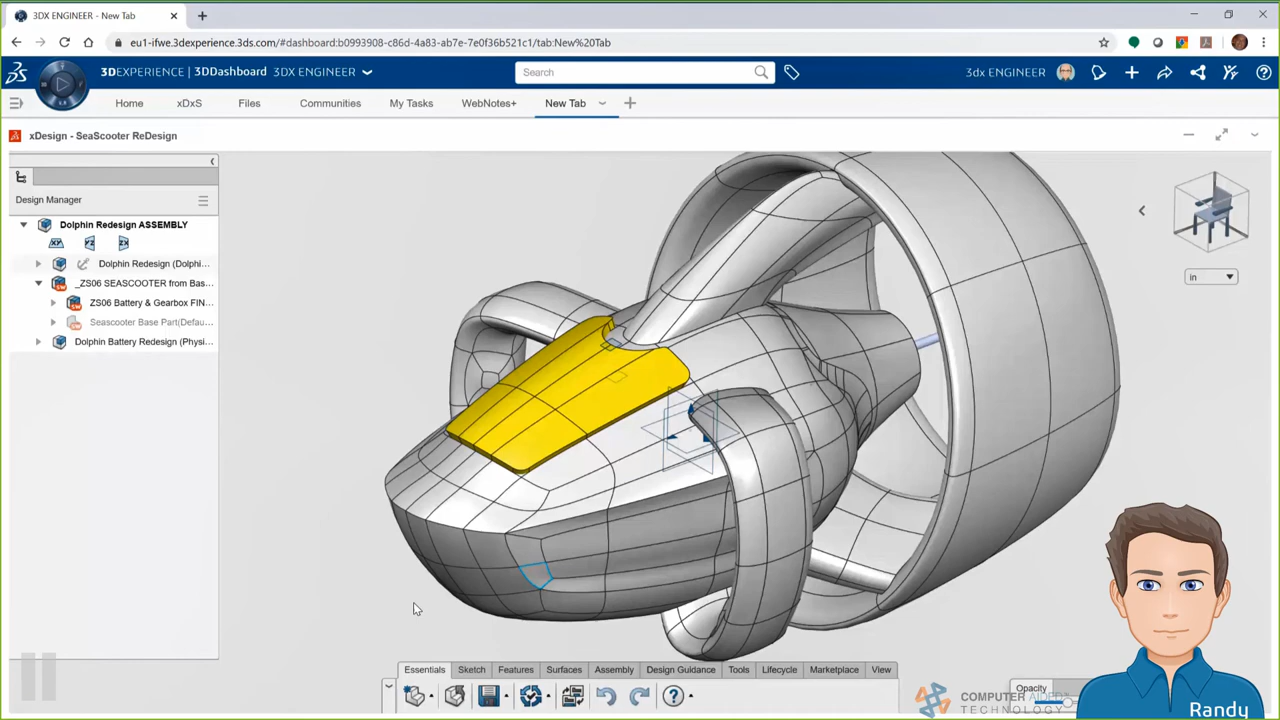 3DX ENGINEER - New Tab
eu1-ifwe.3dexperience.3ds.com/#dashboard:b0993908-c86d-4a83-ab7e-7e0f36b521c1/tab:New%20Tab
3DEXPERIENCE | 3DDashboard 3DX ENGINEER
Search
3dx ENGINEER
Home xDxS Files Communities My Tasks WebNotes+ New Tab
xDesign - SeaScooter ReDesign
Design Manager
Dolphin Redesign ASSEMBLY
XY YZ ZX
Dolphin Redesign (Dolphi...
_ZS06 SEASCOOTER from Bas...
ZS06 Battery & Gearbox FIN...
Seascooter Base Part(Defau...
Dolphin Battery Redesign (Physi...
in
Essentials Sketch Features Surfaces Assembly Design Guidance Tools Lifecycle Marketplace View
Opacity
COMPUTER AIDED
TECHNOLOGY
Randy